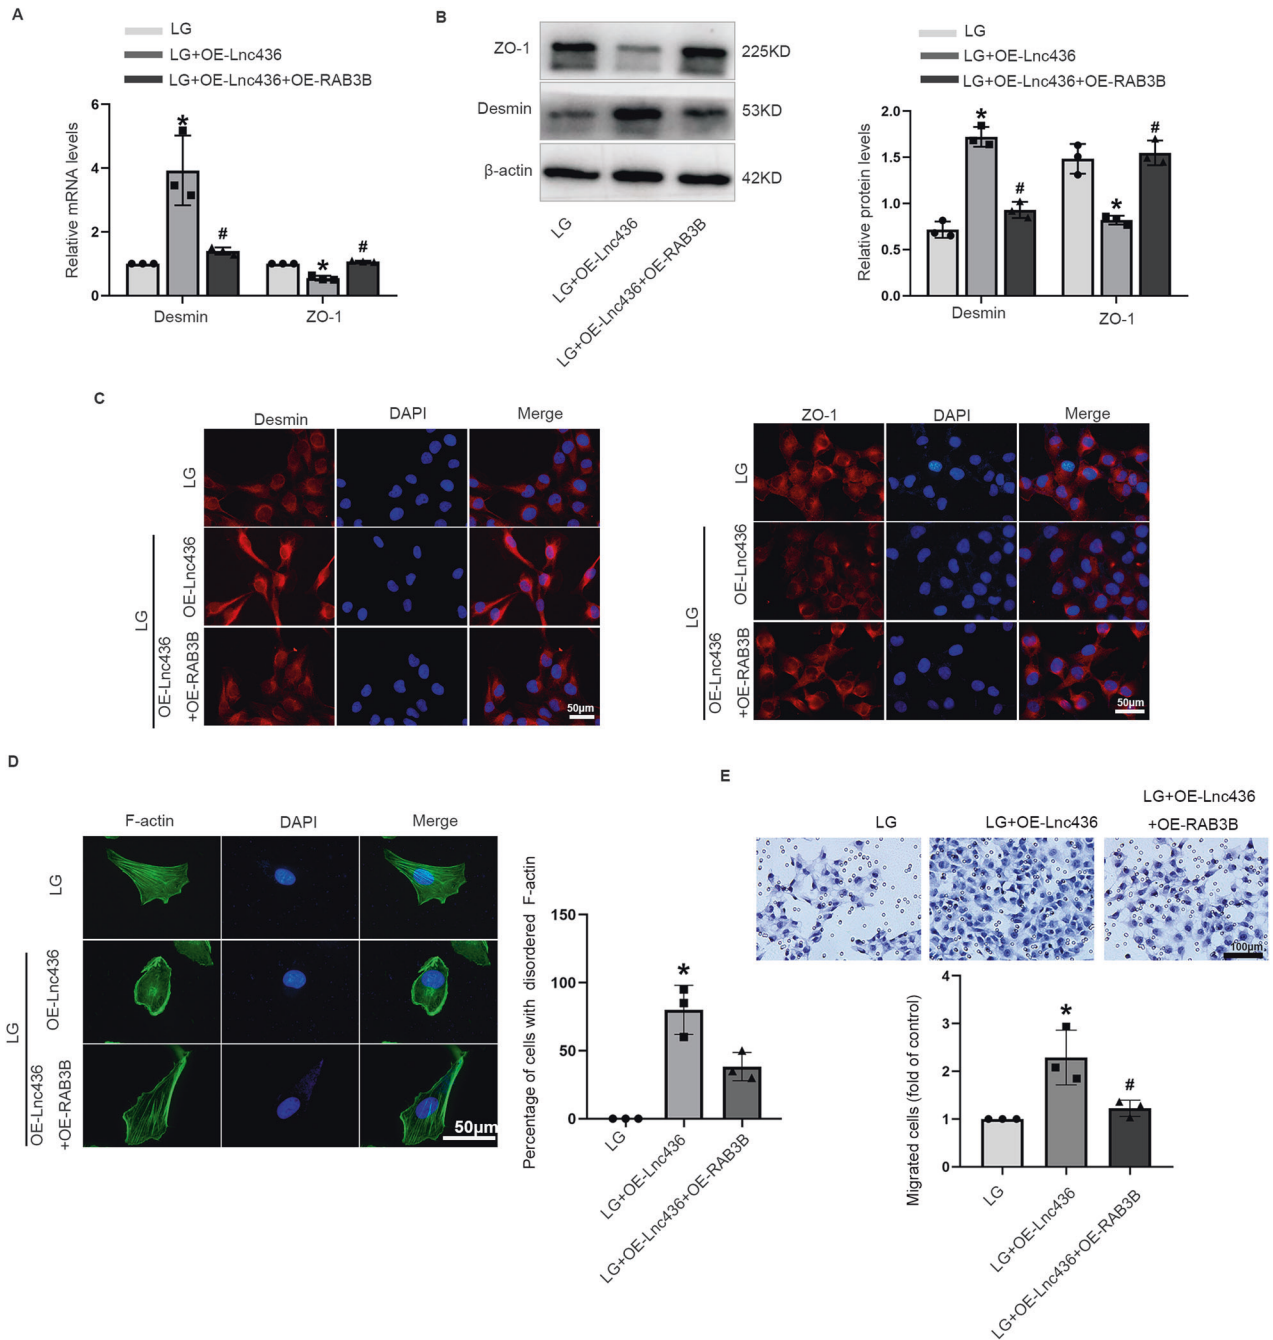 A
LG
LG+OE-Lnc436
LG+OE-Lnc436+OE-RAB3B
Relative mRNA levels
6
4
2
0
*
#
*
#
Desmin
ZO-1
B
ZO-1
225KD
Desmin
53KD
β-actin
42KD
LG
LG+OE-Lnc436
LG+OE-Lnc436+OE-RAB3B
LG
LG+OE-Lnc436
LG+OE-Lnc436+OE-RAB3B
Relative protein levels
2.0
1.5
1.0
0.5
0.0
*
#
*
#
Desmin
ZO-1
C
Desmin
DAPI
Merge
LG
OE-Lnc436
OE-Lnc436
+OE-RAB3B
LG
50μm
ZO-1
DAPI
Merge
LG
OE-Lnc436
OE-Lnc436
+OE-RAB3B
LG
50μm
D
F-actin
DAPI
Merge
LG
OE-Lnc436
OE-Lnc436
+OE-RAB3B
LG
50μm
Percentage of cells with disordered F-actin
150
100
50
0
*
LG
LG+OE-Lnc436
LG+OE-Lnc436+OE-RAB3B
E
LG
LG+OE-Lnc436
LG+OE-Lnc436
+OE-RAB3B
100μm
Migrated cells (fold of control)
4
3
2
1
0
*
#
LG
LG+OE-Lnc436
LG+OE-Lnc436+OE-RAB3B